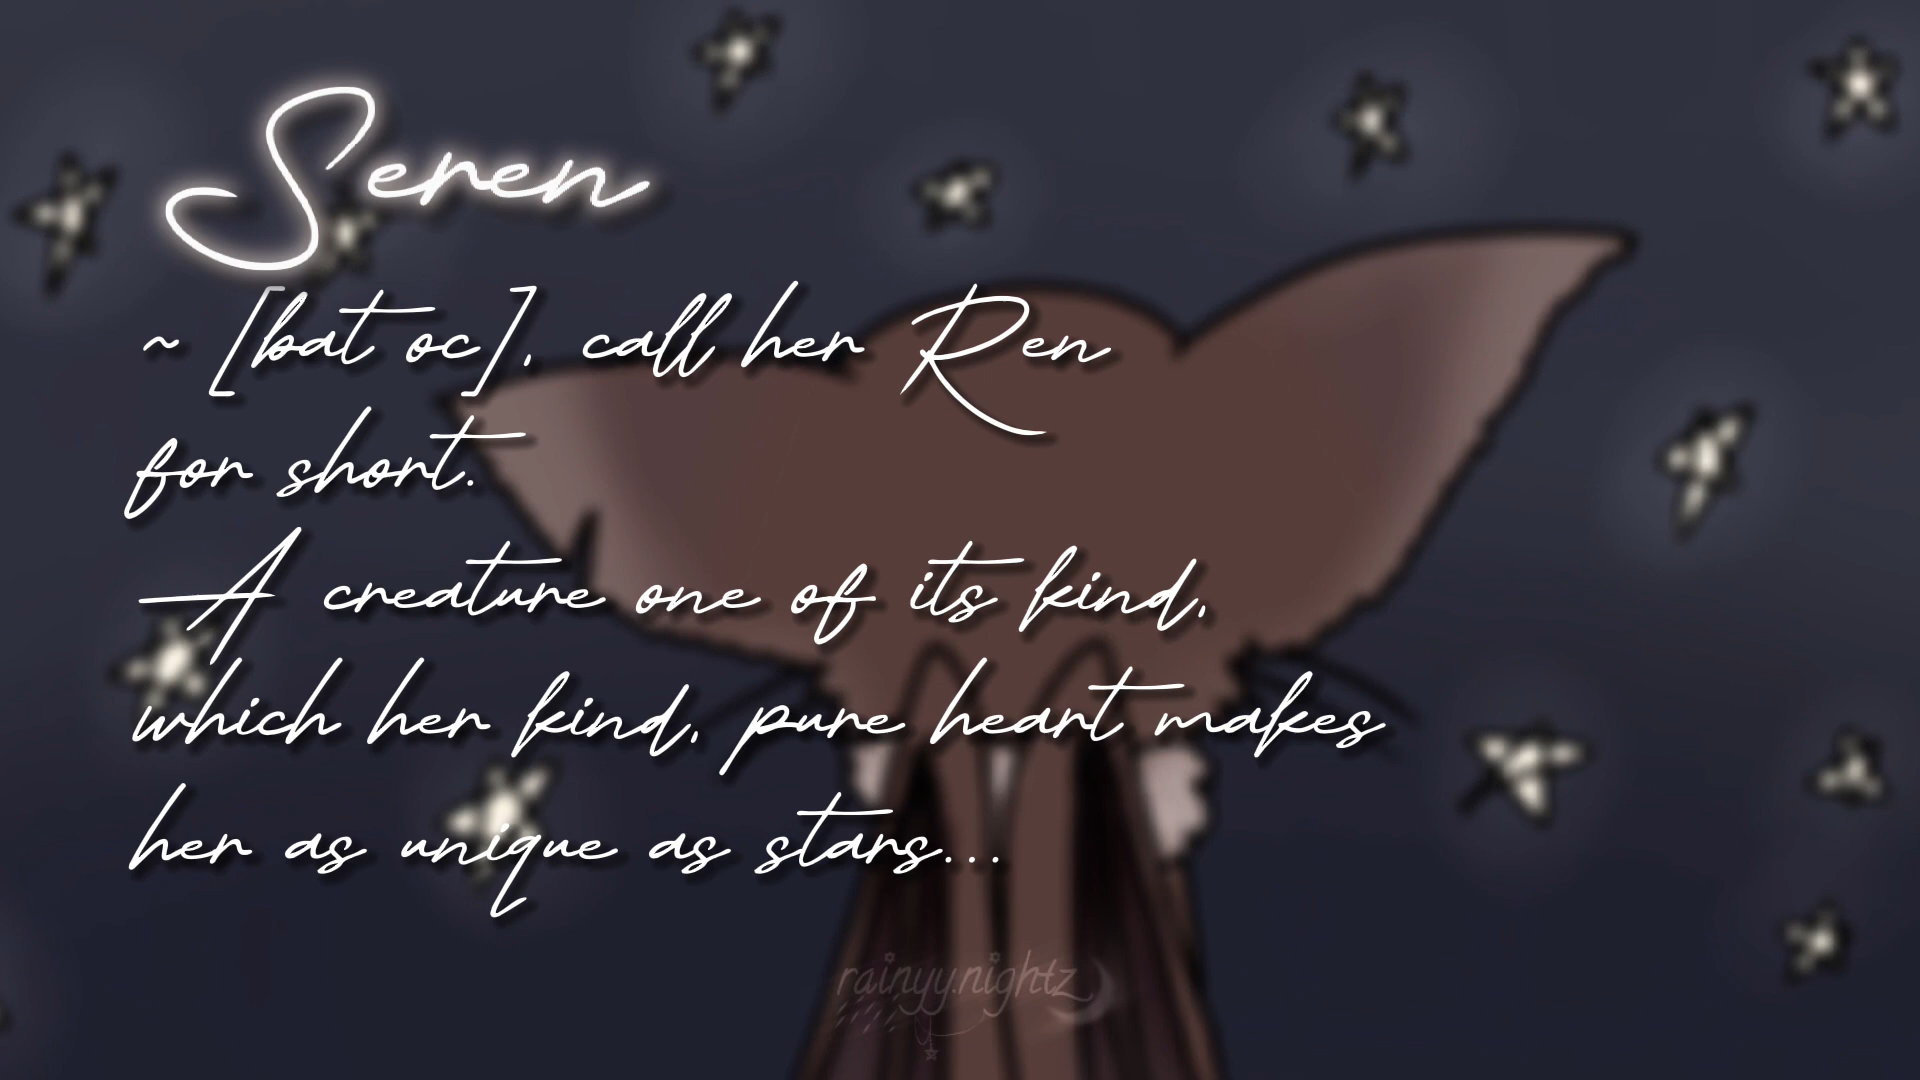 Seren
~ [bat oc], call her Ren
for short.
A creature one of its kind,
which her kind, pure heart makes
her as unique as stars...
rainyy.nightz